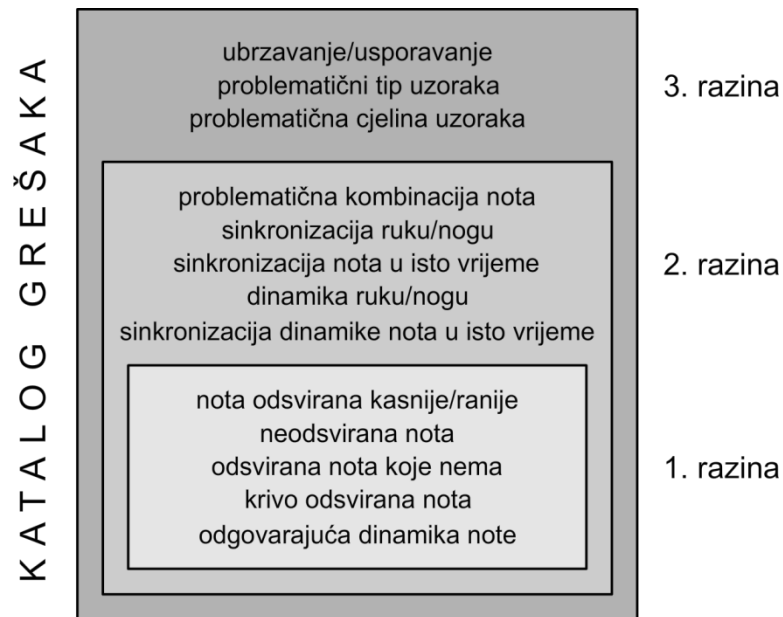 KATALOG GREŠAKA
ubrzavanje/usporavanje
problematični tip uzoraka
problematična cjelina uzoraka
3. razina
problematična kombinacija nota
sinkronizacija ruku/nogu
sinkronizacija nota u isto vrijeme
dinamika ruku/nogu
sinkronizacija dinamike nota u isto vrijeme
2. razina
nota odsvirana kasnije/ranije
neodsvirana nota
odsvirana nota koje nema
krivo odsvirana nota
odgovarajuća dinamika note
1. razina